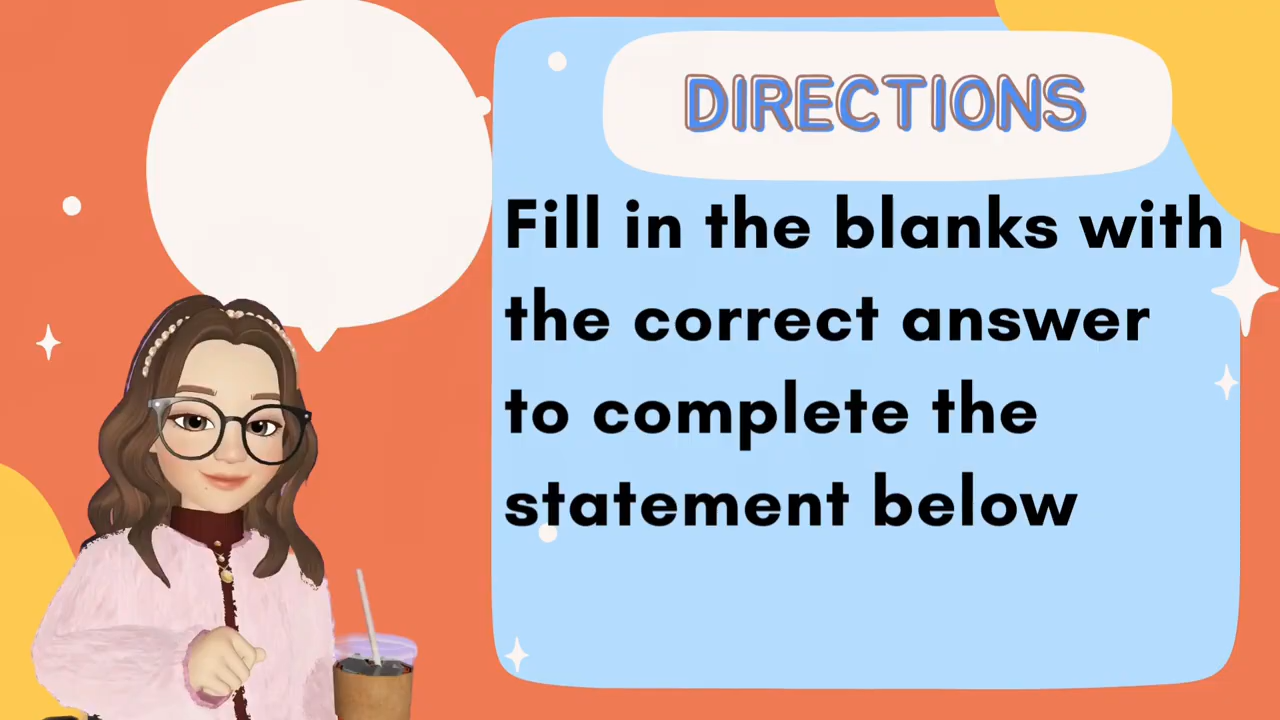 DIRECTIONS
Fill in the blanks with
the correct answer
to complete the
statement below